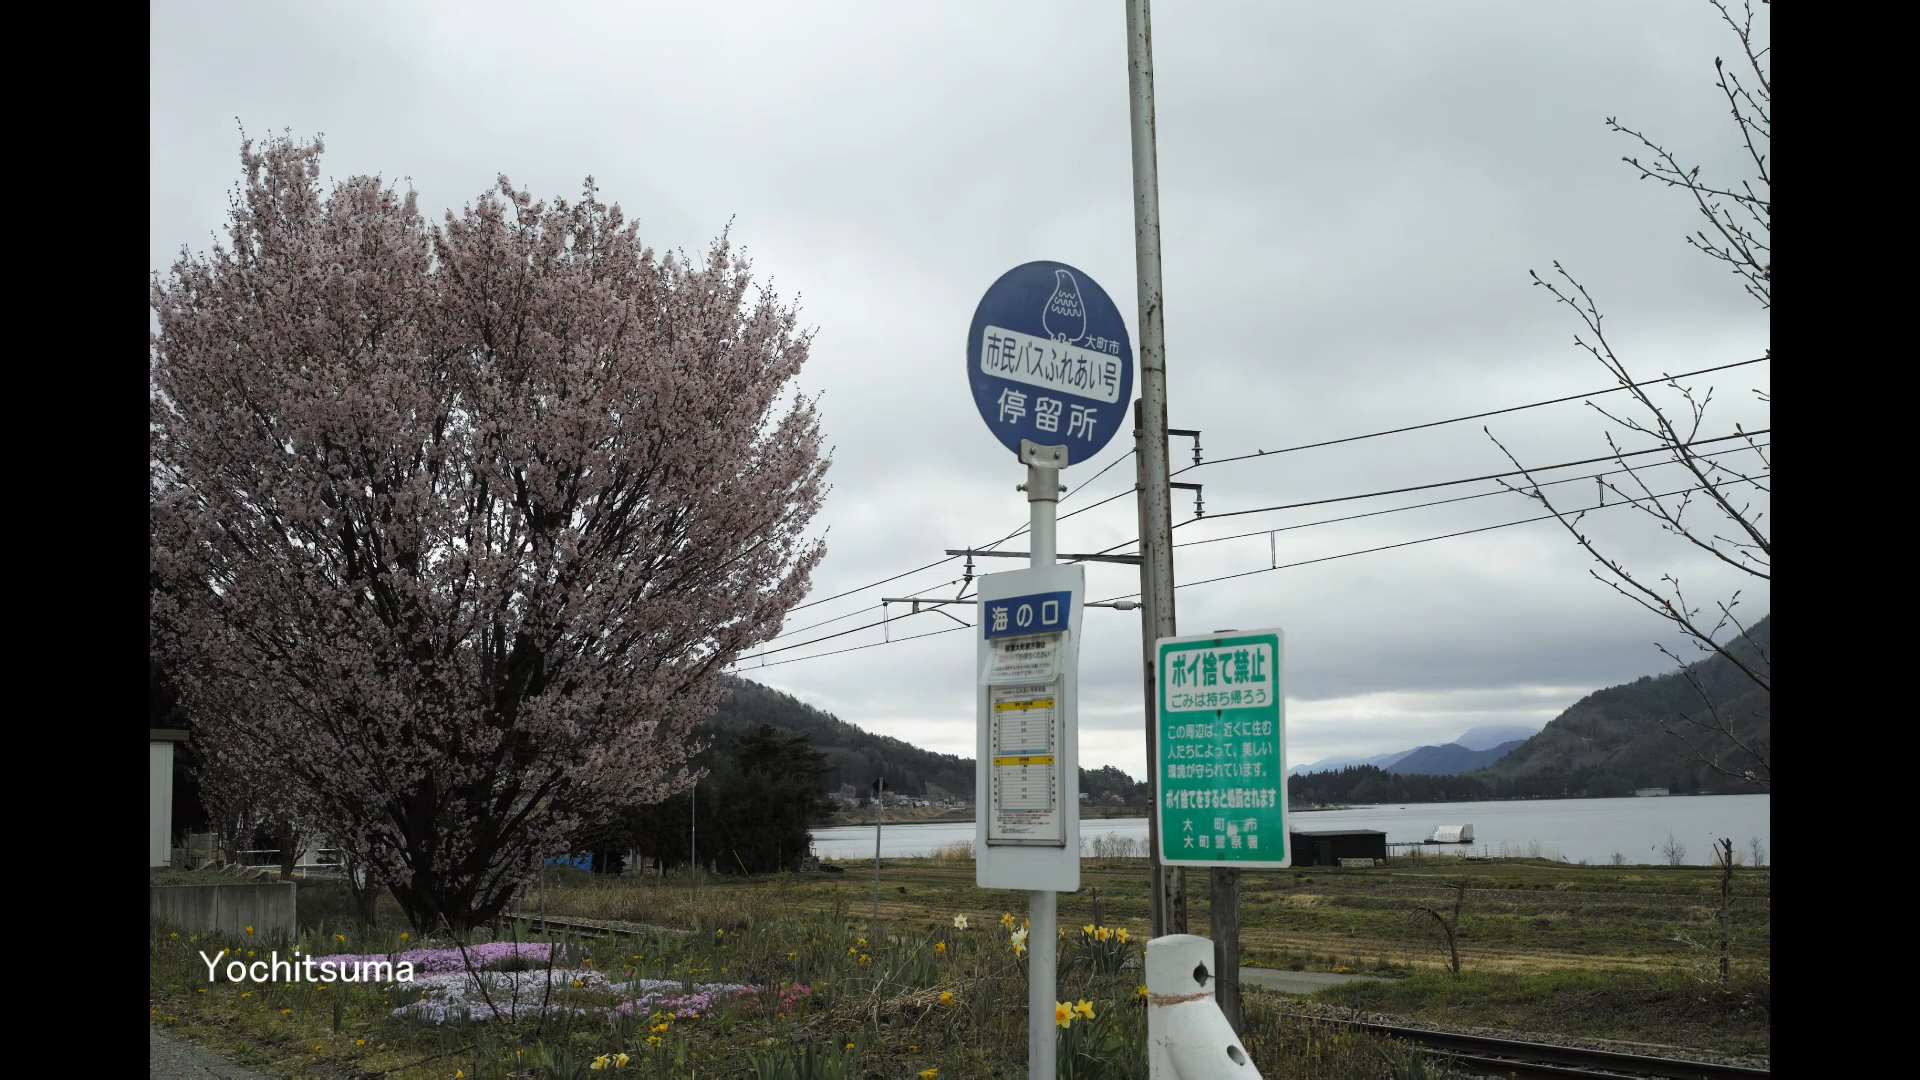 大町市
市民バスふれあい号
停留所
海の口
ポイ捨て禁止
ごみは持ち帰ろう
この周辺は、近くに住む
人たちによって、美しい
環境が守られています。
ポイ捨てをすると処罰されます
大町市
大町警察署
Yochitsuma